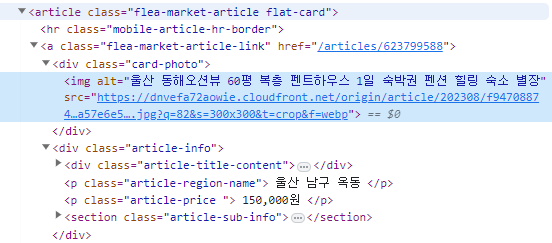 ▼<article class="flea-market-article flat-card">
<hr class="mobile-article-hr-border">
▼<a class="flea-market-article-link" href="/articles/623799588">
▼<div class="card-photo">
<img alt="울산 동해오션뷰 60평 복층 펜트하우스 1일 숙박권 펜션 힐링 숙소 별장"
src="https://dnvefa72aowie.cloudfront.net/origin/article/202308/f9470887
4…a57e6e5….jpg?q=82&s=300x300&t=crop&f=webp"> == $0
</div>
▼<div class="article-info">
▶<div class="article-title-content">…</div>
<p class="article-region-name"> 울산 남구 옥동 </p>
<p class="article-price "> 150,000원 </p>
▶<section class="article-sub-info">…</section>
</div>